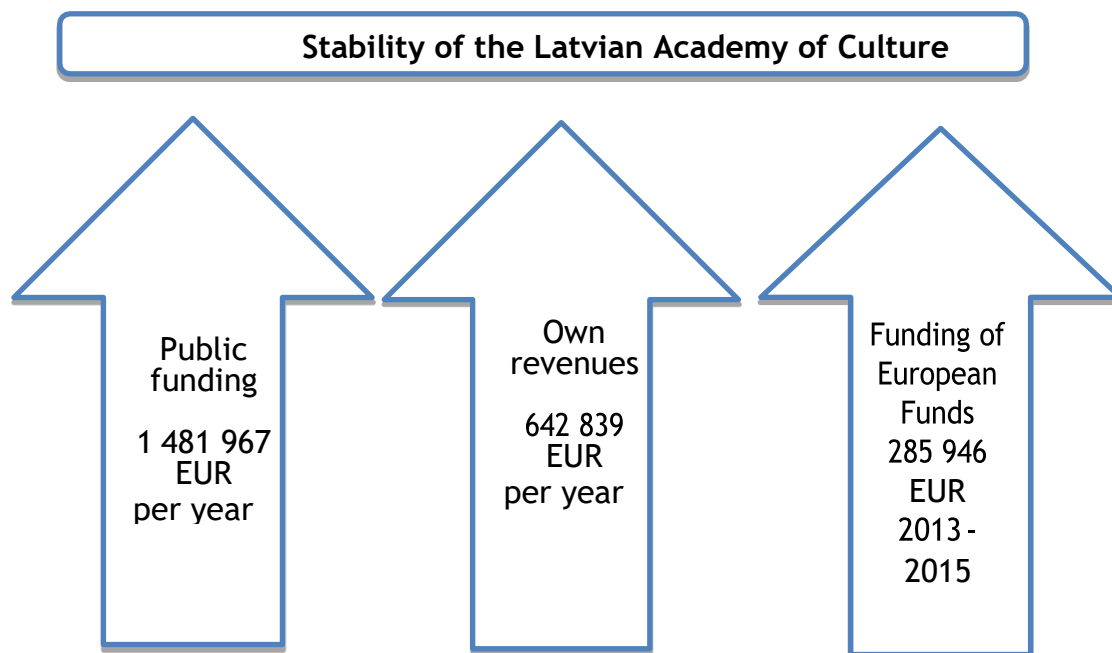 Stability of the Latvian Academy of Culture
Public
funding
1 481 967
EUR
per year
Own
revenues
642 839
EUR
per year
Funding of
European
Funds
285 946
EUR
2013 -
2015